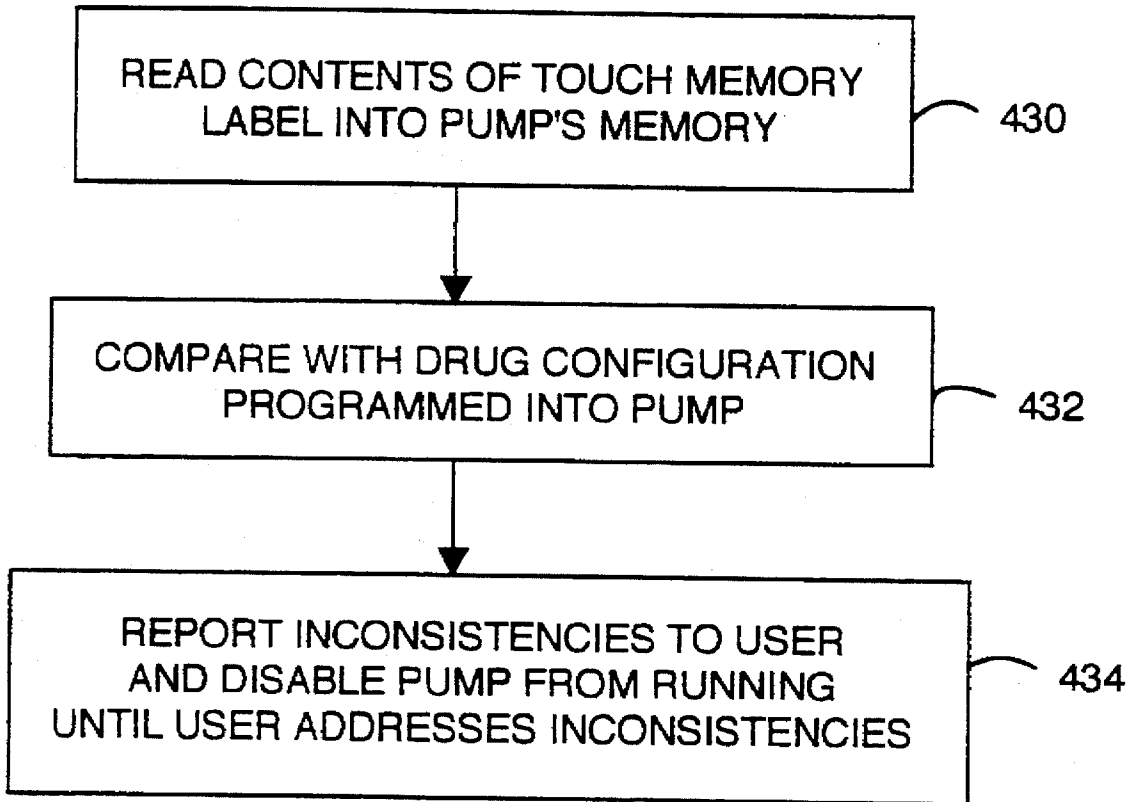 READ CONTENTS OF TOUCH MEMORY
LABEL INTO PUMP'S MEMORY
430
COMPARE WITH DRUG CONFIGURATION
PROGRAMMED INTO PUMP
432
REPORT INCONSISTENCIES TO USER
AND DISABLE PUMP FROM RUNNING
UNTIL USER ADDRESSES INCONSISTENCIES
434